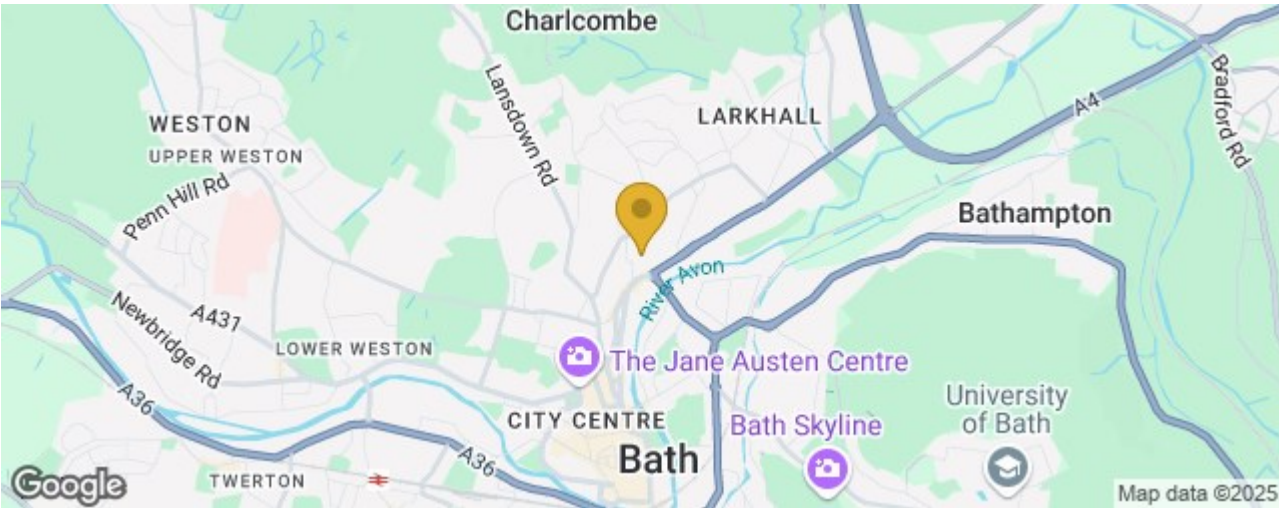 Charlcombe
Lansdown Rd
LARKHALL
A4
Bradford Rd
WESTON
UPPER WESTON
Penn Hill Rd
Bathampton
River Avon
A431
Newbridge Rd
LOWER WESTON
The Jane Austen Centre
A36
CITY CENTRE
Bath Skyline
University
of Bath
A36
Bath
TWERTON
Google
Map data ©2025